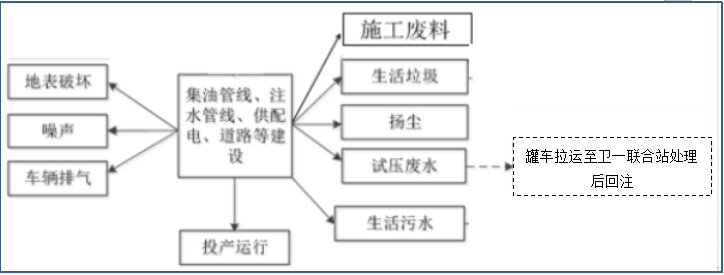 施工废料
地表破坏
生活垃圾
集油管线、注
水管线、供配
电、道路等建
设
噪声
扬尘
车辆排气
试压废水
罐车拉运至卫一联合站处理
后回注
生活污水
投产运行